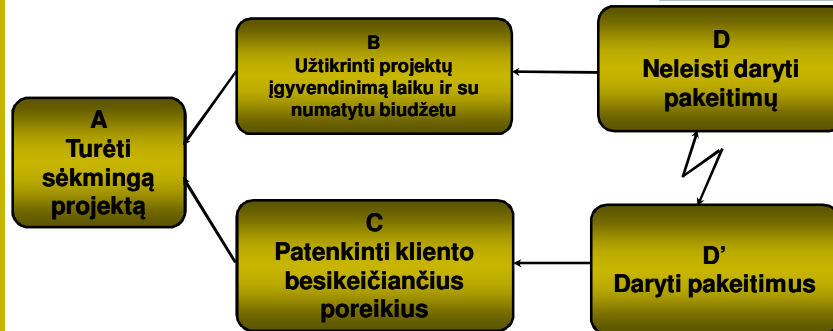 A
Turėti
sėkmingą
projektą
B
Užtikrinti projektų
įgyvendinimą laiku ir su
numatytu biudžetu
D
Neleisti daryti
pakeitimų
C
Patenkinti kliento
besikeičiančius
poreikius
D'
Daryti pakeitimus